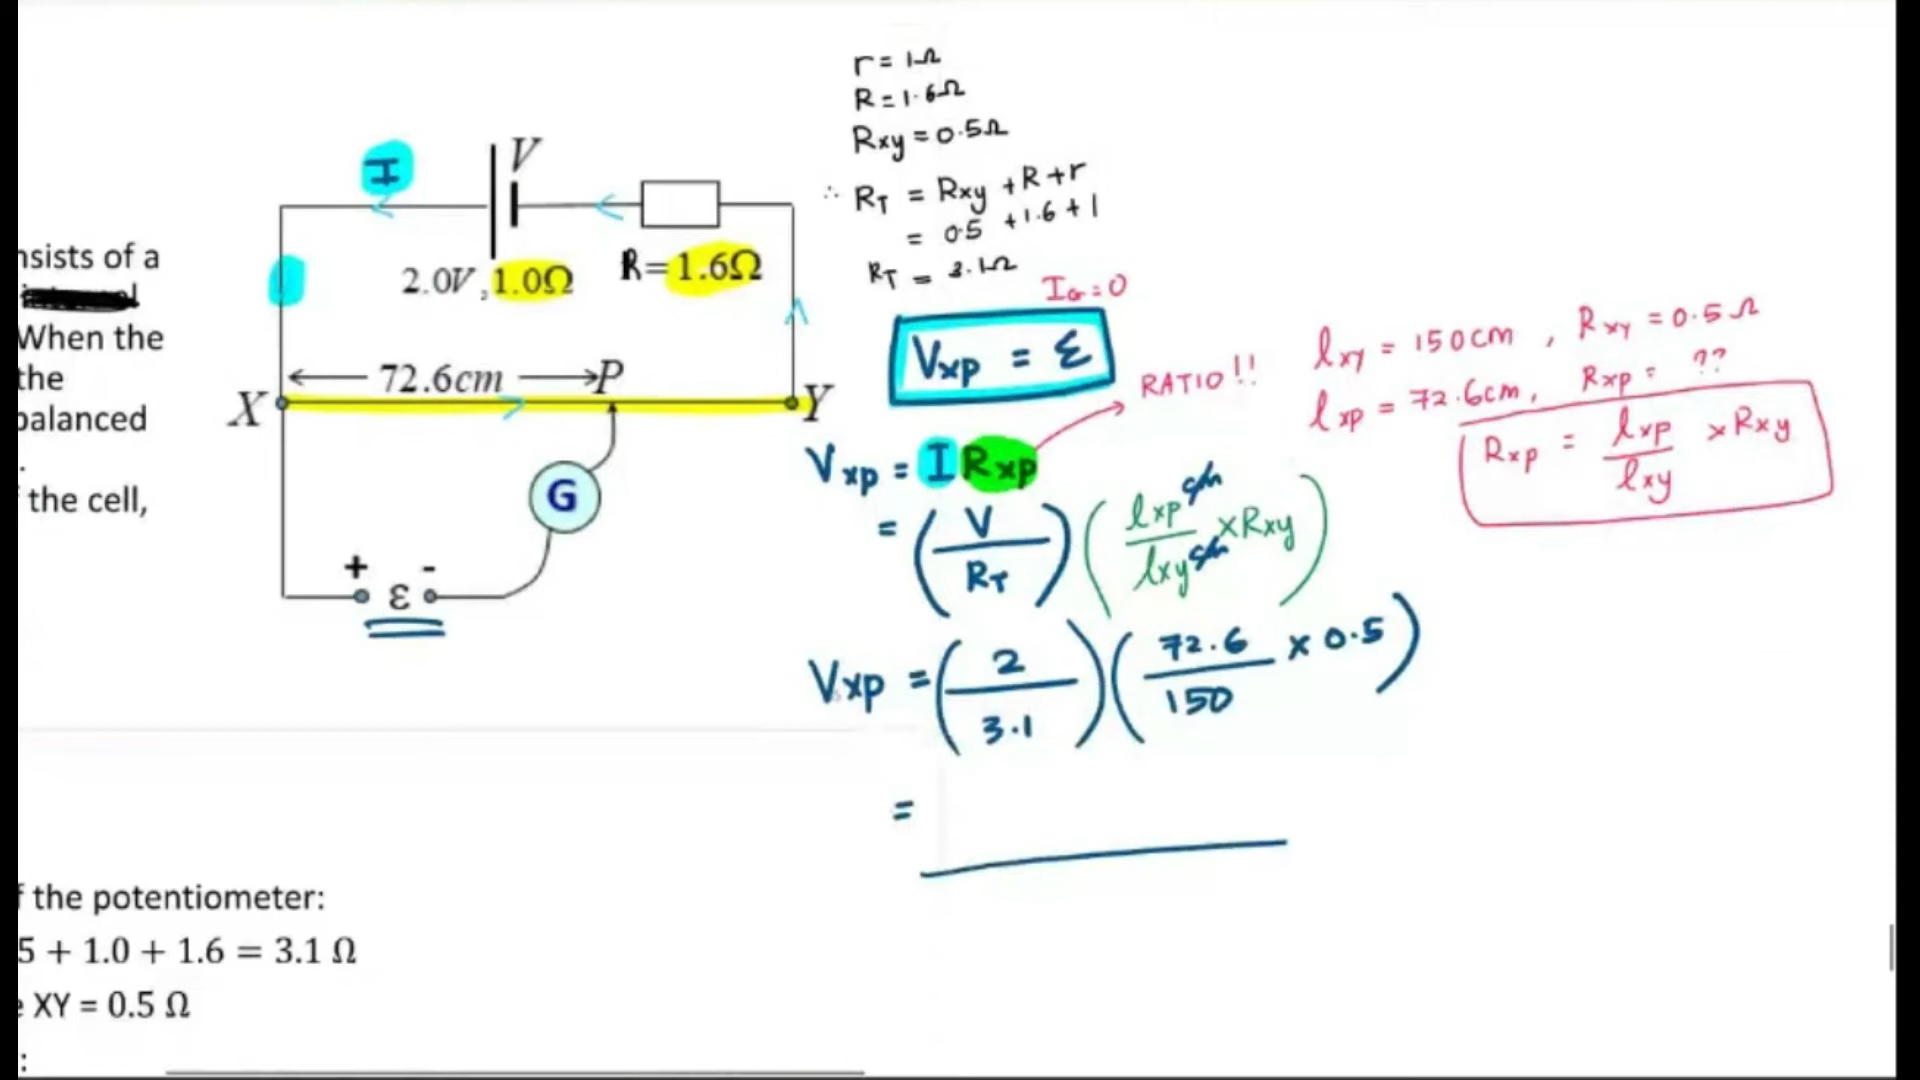 nsists of a
When the
the
balanced
.
the cell,
I
V
2.0V, 1.0Ω
R=1.6Ω
72.6cm
P
X
Y
G
+ -
ε
r = 1Ω
R = 1.6Ω
Rxy = 0.5Ω
∴ RT = Rxy + R + r
= 0.5 + 1.6 + 1
RT = 3.1Ω
IG = 0
Vxp = ε
RATIO!!
Vxp = I Rxp
= (V/RT) (lxp cm/lxy cm × Rxy)
Vxp = (2/3.1) (72.6/150 × 0.5)
=
lxy = 150cm, Rxy = 0.5Ω
lxp = 72.6cm, Rxp = ??
Rxp = lxp/lxy × Rxy
f the potentiometer:
5 + 1.0 + 1.6 = 3.1 Ω
e XY = 0.5 Ω
: